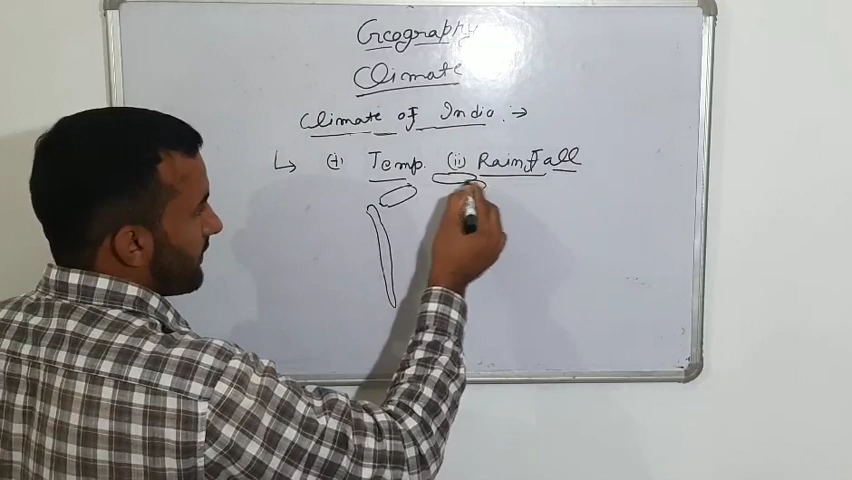 Geography
Climate
Climate of India :→
↳ (i) Temp. (ii) RainFall